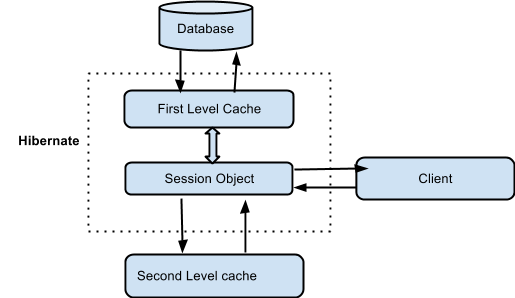 Database
First Level Cache
Hibernate
Session Object
Client
Second Level cache